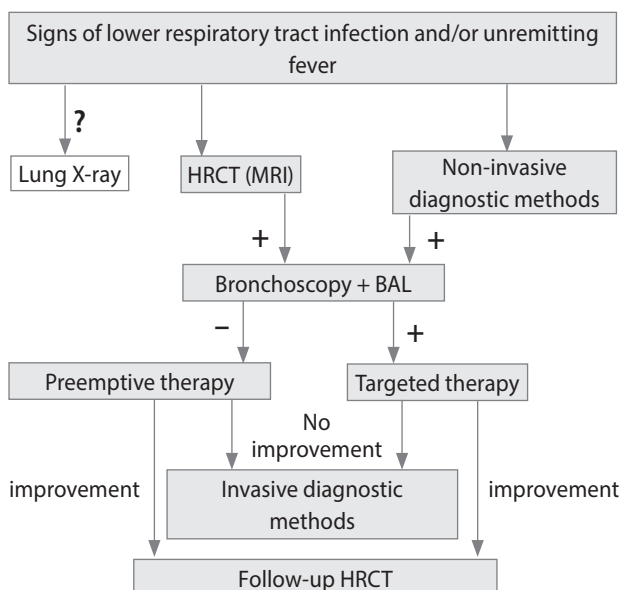 Signs of lower respiratory tract infection and/or unremitting
fever
?
Lung X-ray
HRCT (MRI)
Non-invasive
diagnostic methods
+
+
Bronchoscopy + BAL
–
+
Preemptive therapy
Targeted therapy
No
improvement
improvement
Invasive diagnostic
methods
improvement
Follow-up HRCT